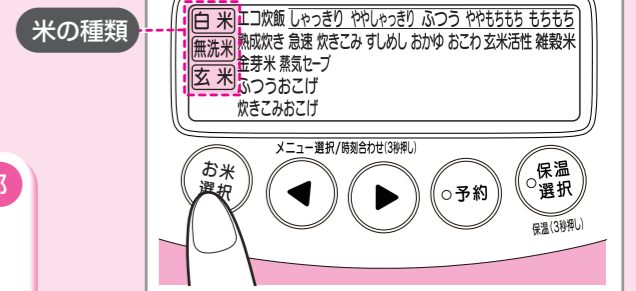 米の種類
白米 エコ炊飯 しゃっきり ややしゃっきり ふつう ややもちもち もちもち
無洗米 熟成炊き 急速 炊きこみ すしめし おかゆ おこわ 玄米活性 雑穀米
金芽米 蒸気セーブ
玄米 ふつうおこげ
炊きこみおこげ
メニュー選択/時刻合わせ(3秒押し)
お米
選択
予約
保温
選択
保温(3秒押し)